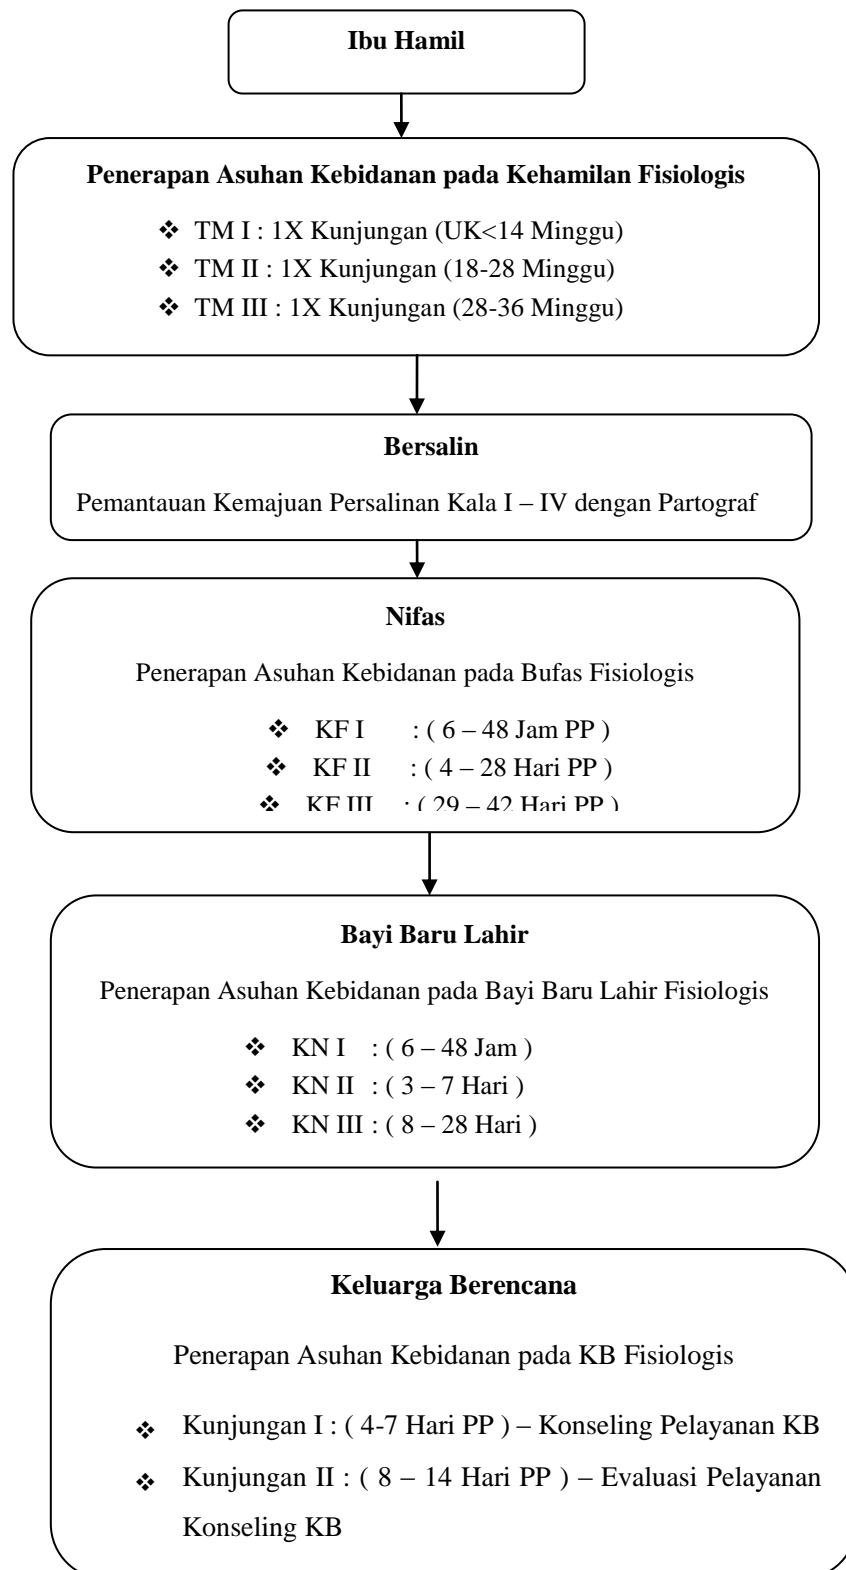 Ibu Hamil
Penerapan Asuhan Kebidanan pada Kehamilan Fisiologis
❖ TM I : 1X Kunjungan (UK<14 Minggu)
❖ TM II : 1X Kunjungan (18-28 Minggu)
❖ TM III : 1X Kunjungan (28-36 Minggu)
Bersalin
Pemantauan Kemajuan Persalinan Kala I – IV dengan Partograf
Nifas
Penerapan Asuhan Kebidanan pada Bufas Fisiologis
❖ KF I : ( 6 – 48 Jam PP )
❖ KF II : ( 4 – 28 Hari PP )
❖ KF III : ( 29 – 42 Hari PP )
Bayi Baru Lahir
Penerapan Asuhan Kebidanan pada Bayi Baru Lahir Fisiologis
❖ KN I : ( 6 – 48 Jam )
❖ KN II : ( 3 – 7 Hari )
❖ KN III : ( 8 – 28 Hari )
Keluarga Berencana
Penerapan Asuhan Kebidanan pada KB Fisiologis
❖ Kunjungan I : ( 4-7 Hari PP ) – Konseling Pelayanan KB
❖ Kunjungan II : ( 8 – 14 Hari PP ) – Evaluasi Pelayanan
Konseling KB